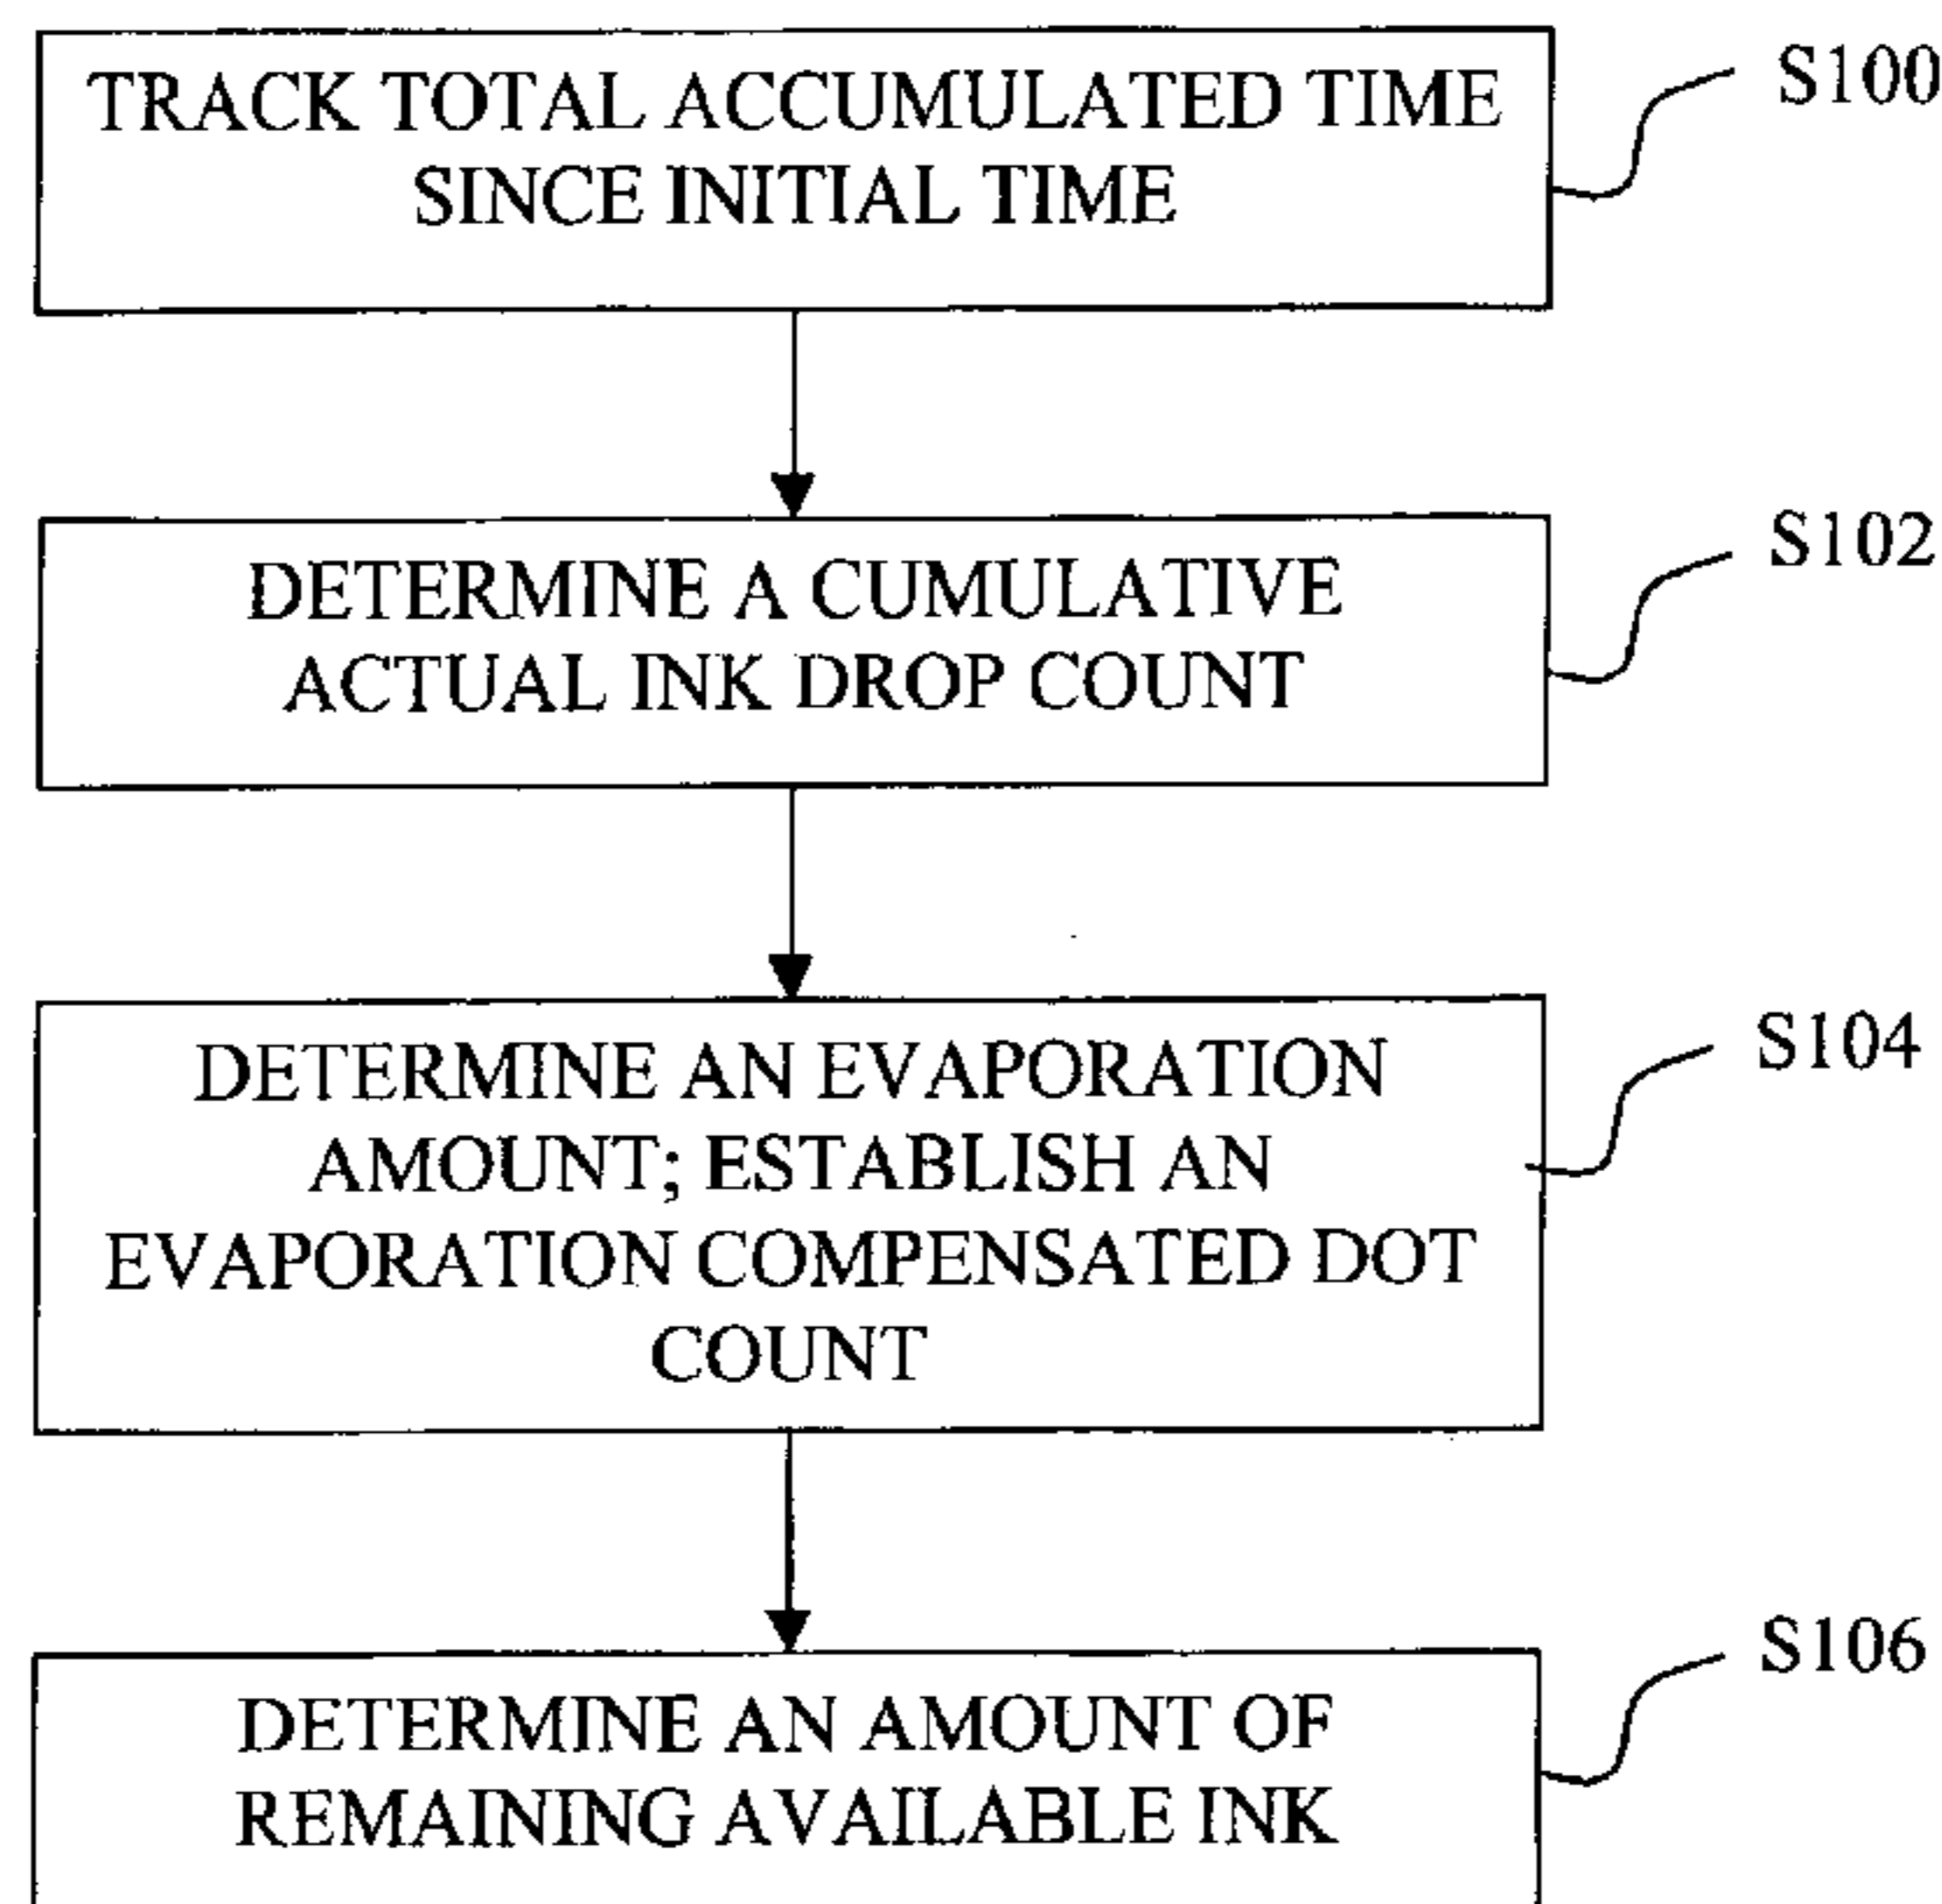 TRACK TOTAL ACCUMULATED TIME
SINCE INITIAL TIME
S100
DETERMINE A CUMULATIVE
ACTUAL INK DROP COUNT
S102
DETERMINE AN EVAPORATION
AMOUNT; ESTABLISH AN
EVAPORATION COMPENSATED DOT
COUNT
S104
DETERMINE AN AMOUNT OF
REMAINING AVAILABLE INK
S106